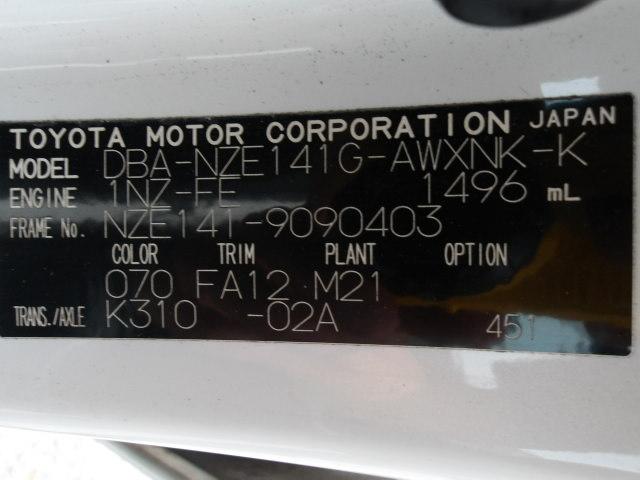 TOYOTA MOTOR CORPORATION JAPAN
MODEL DBA-NZE141G-AWXNK-K
ENGINE 1NZ-FE 1496 mL
FRAME No. NZE141-9090403
COLOR TRIM PLANT OPTION
070 FA12 M21
TRANS./AXLE K310 -02A 451